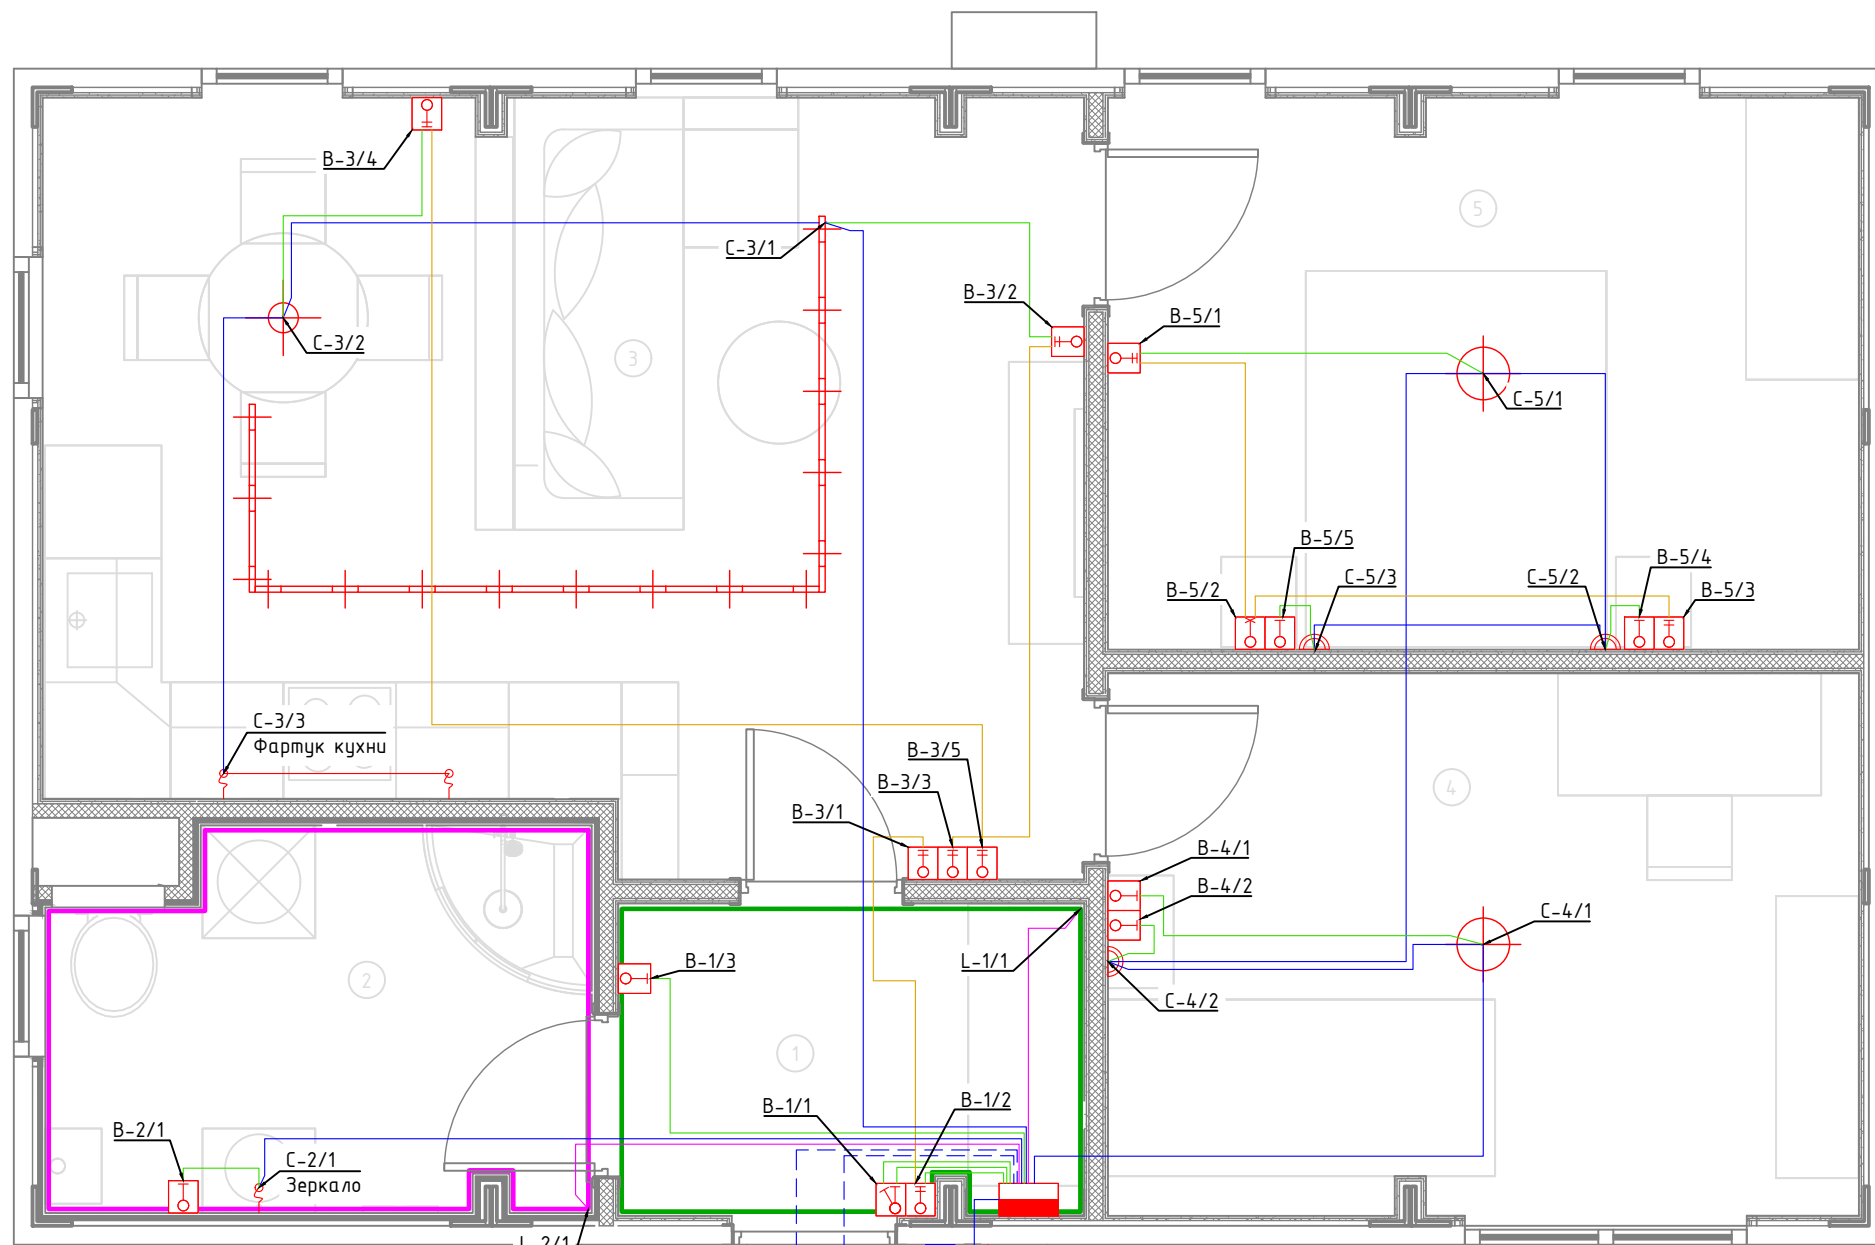 В-3/4
5
С-3/1
В-3/2
В-5/1
С-3/2
3
С-5/1
В-5/5
В-5/4
В-5/2
С-5/3
С-5/2
В-5/3
С-3/3
Фартук кухни
В-3/5
В-3/3
В-3/1
4
В-4/1
В-4/2
С-4/1
2
В-1/3
L-1/1
С-4/2
1
В-1/1
В-1/2
В-2/1
С-2/1
Зеркало
L-2/1